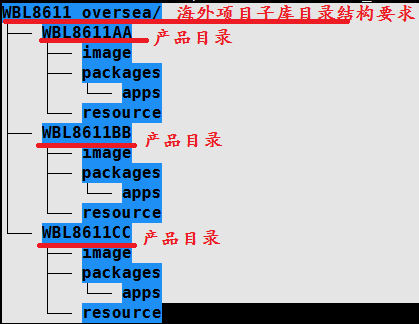 WBL8611 oversea/ 海外项目子库目录结构要求
WBL8611AA 产品目录
image
packages
apps
resource
WBL8611BB 产品目录
image
packages
apps
resource
WBL8611CC 产品目录
image
packages
apps
resource